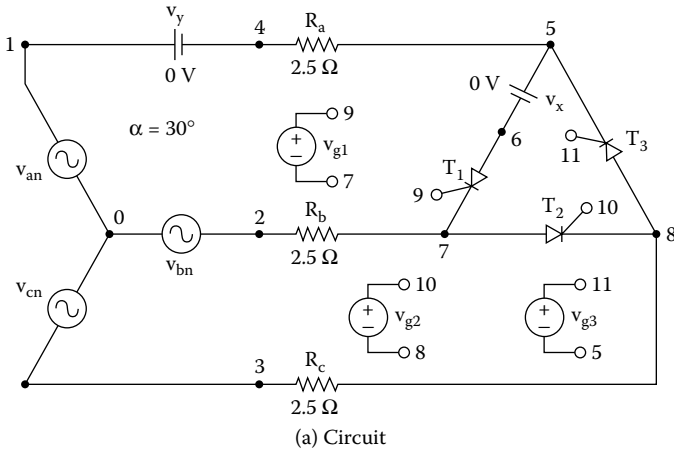 v_y
1
4
R_a
5
0 V
2.5 Ω
0 V
v_x
α = 30°
9
v_g1
7
6
T_1
9
11
T_3
v_an
0
2
R_b
7
T_2
10
8
v_bn
2.5 Ω
v_cn
10
v_g2
8
11
v_g3
5
3
R_c
2.5 Ω
(a) Circuit